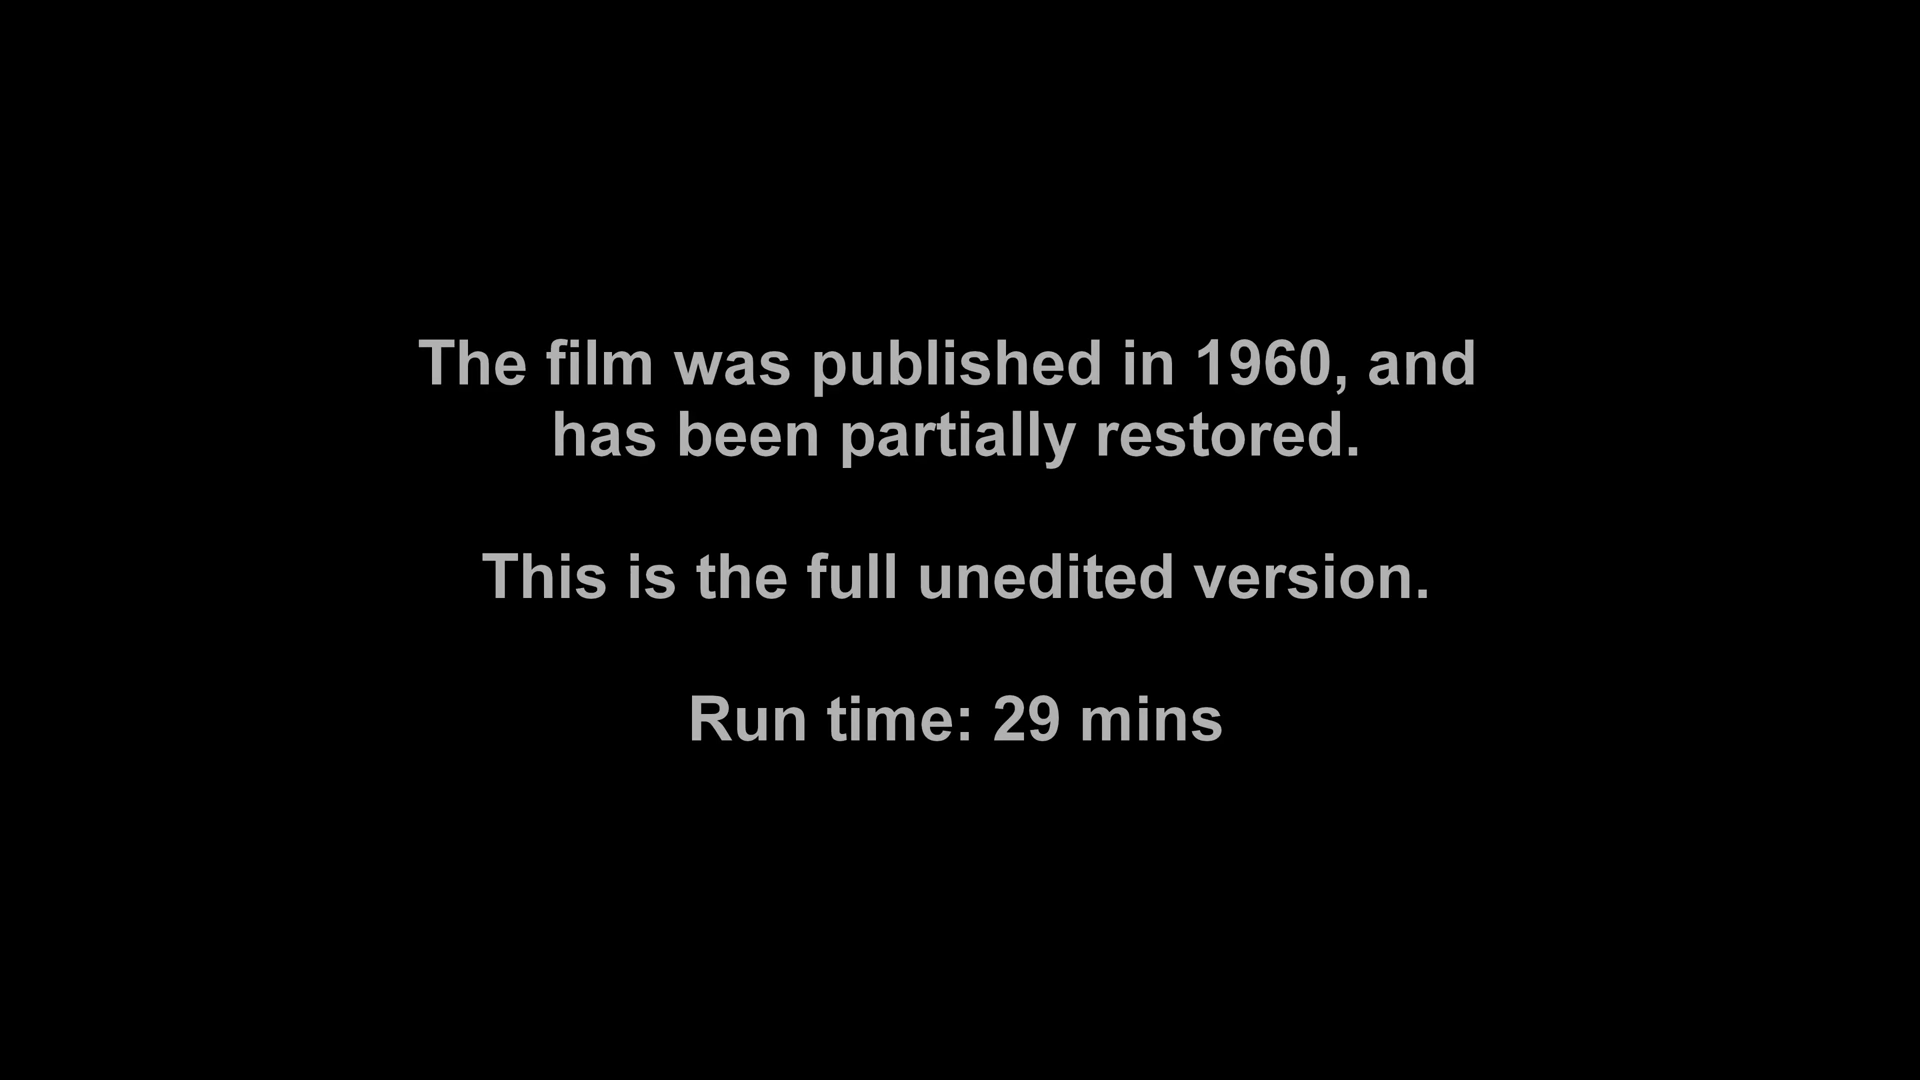 The film was published in 1960, and
has been partially restored.
This is the full unedited version.
Run time: 29 mins